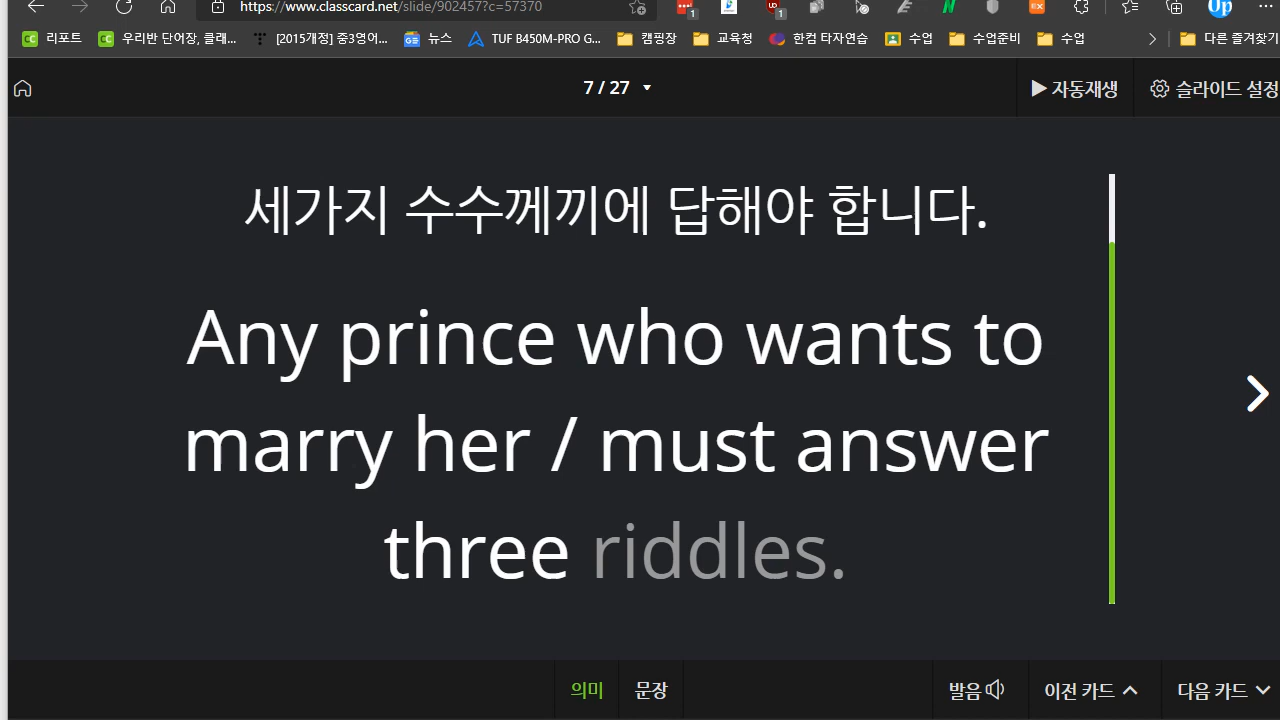 https://www.classcard.net/slide/902457?c=57370
1
UD
1
N
EX
Up
리포트
우리반 단어장, 클래...
[2015개정] 중3영어...
뉴스
TUF B450M-PRO G...
캠핑장
교육청
한컴 타자연습
수업
수업준비
수업
다른 즐겨찾기
7 / 27
자동재생
슬라이드 설정
세가지 수수께끼에 답해야 합니다.
Any prince who wants to
marry her / must answer
three riddles.
의미
문장
발음
이전 카드
다음 카드